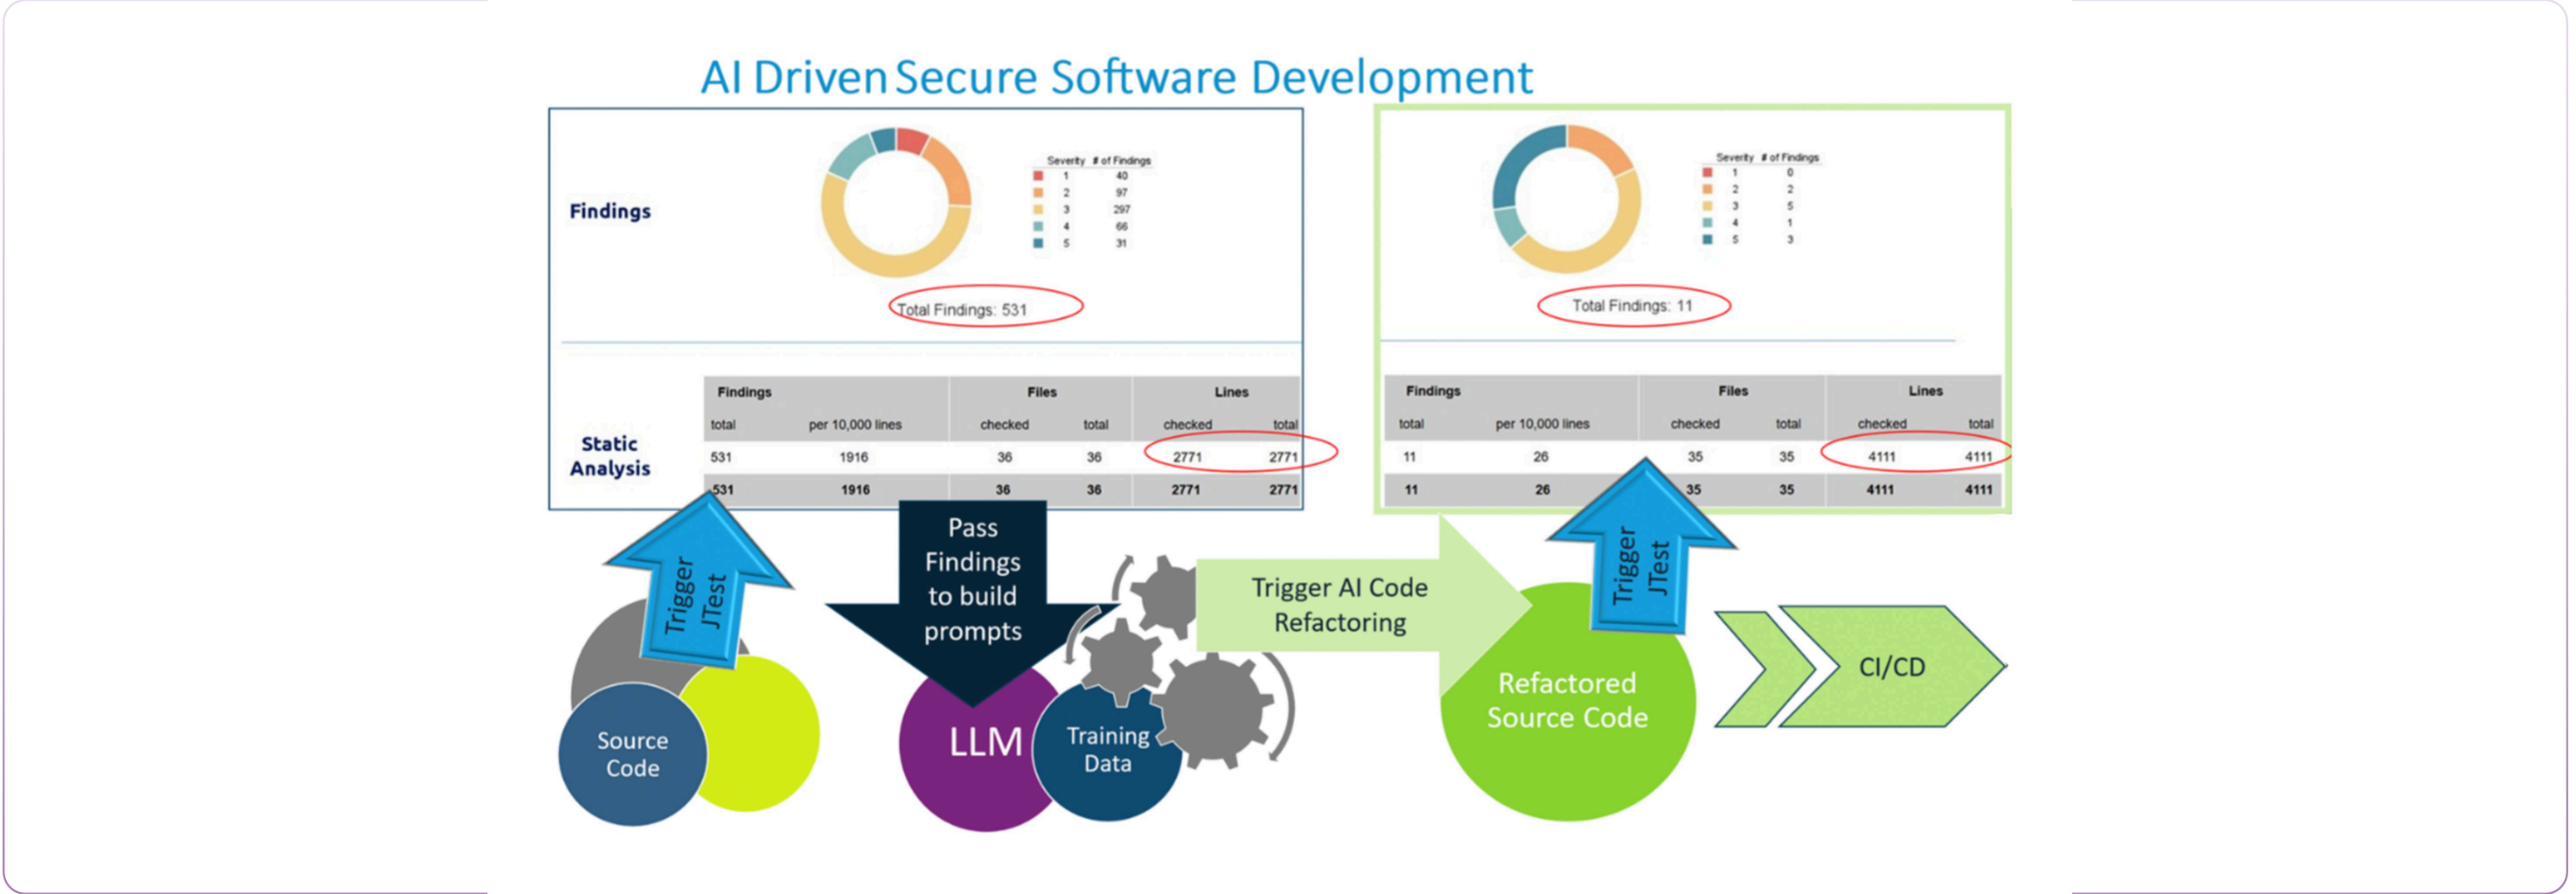 AI Driven Secure Software Development
Findings
Severity # of Findings
1 40
2 97
3 297
4 66
5 31
Total Findings: 531
Static
Analysis
Findings Files Lines
total per 10,000 lines checked total checked total
531 1916 36 36 2771 2771
531 1916 36 36 2771 2771
Severity # of Findings
1 0
2 2
3 5
4 1
5 3
Total Findings: 11
Findings Files Lines
total per 10,000 lines checked total checked total
11 26 35 35 4111 4111
11 26 35 35 4111 4111
Trigger
JTest
Source
Code
Pass
Findings
to build
prompts
LLM
Training
Data
Trigger AI Code
Refactoring
Trigger
JTest
Refactored
Source Code
CI/CD